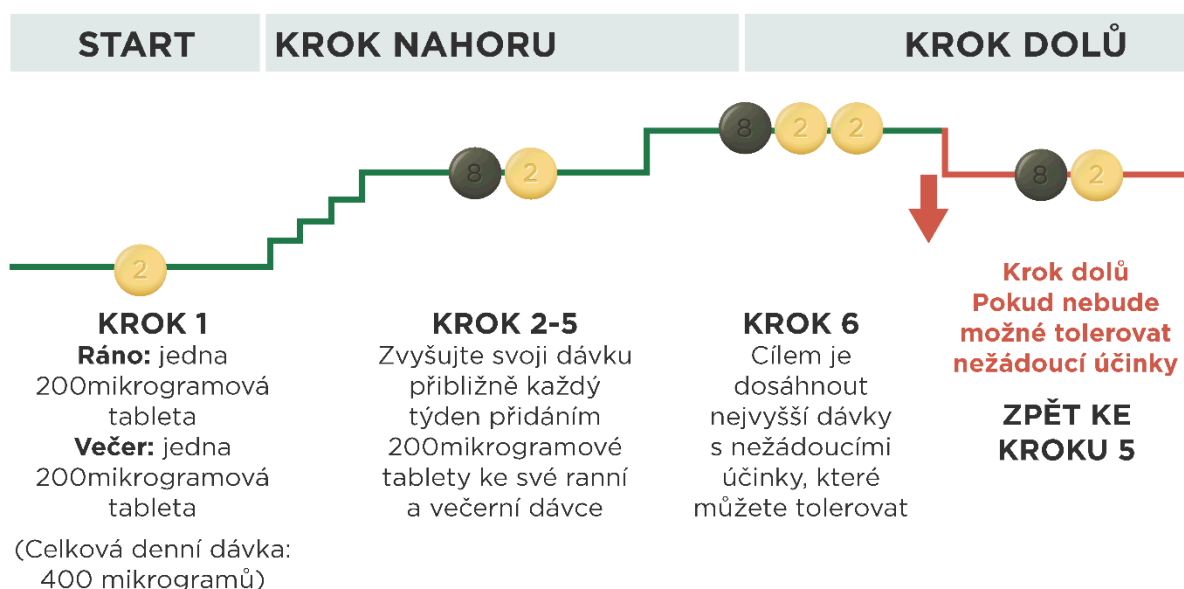 START
KROK NAHORU
KROK DOLŮ
2
8 2
8 2 2
8 2
KROK 1
Ráno: jedna
200mikrogramová
tableta
Večer: jedna
200mikrogramová
tableta
(Celková denní dávka:
400 mikrogramů)
KROK 2-5
Zvyšujte svoji dávku
přibližně každý
týden přidáním
200mikrogramové
tablety ke své ranní
a večerní dávce
KROK 6
Cílem je
dosáhnout
nejvyšší dávky
s nežádoucími
účinky, které
můžete tolerovat
Krok dolů
Pokud nebude
možné tolerovat
nežádoucí účinky
ZPĚT KE
KROKU 5